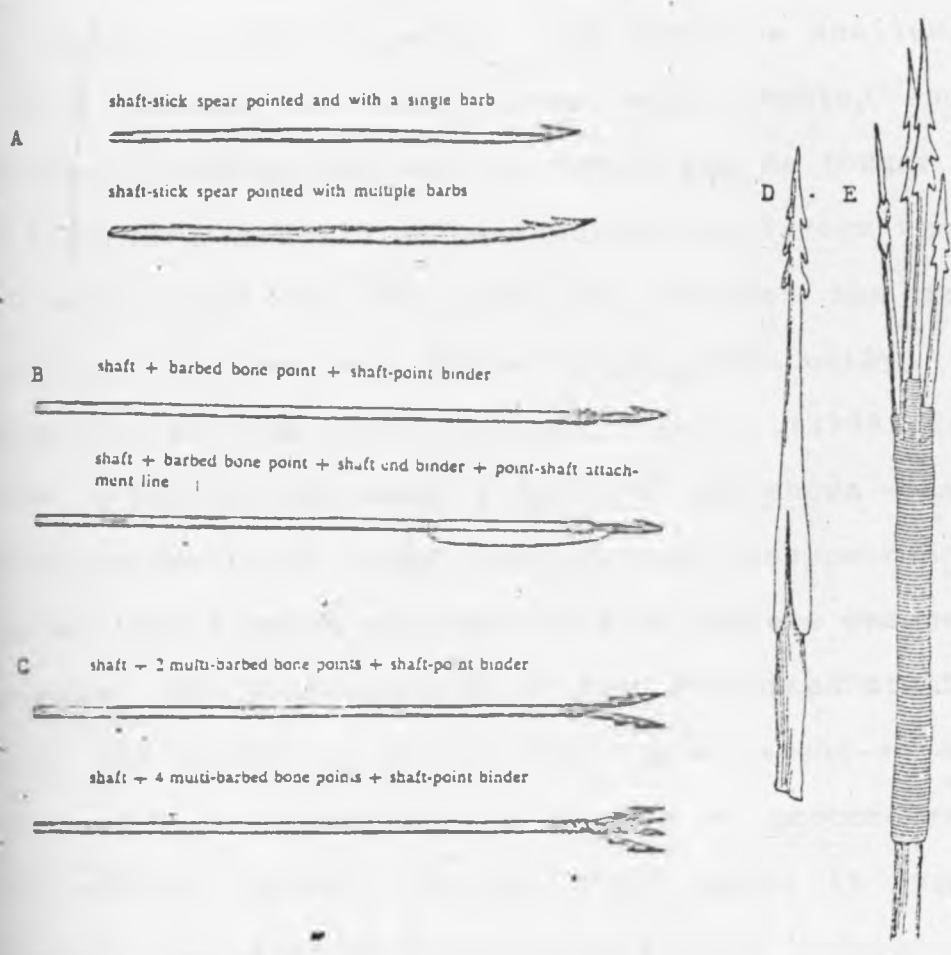 A
shaft-stick spear pointed and with a single barb
shaft-stick spear pointed with multiple barbs
B
shaft + barbed bone point + shaft-point binder
shaft + barbed bone point + shaft end binder + point-shaft attach-
ment line
C
shaft + 2 multi-barbed bone points + shaft-point binder
shaft + 4 multi-barbed bone points + shaft-point binder
D
E